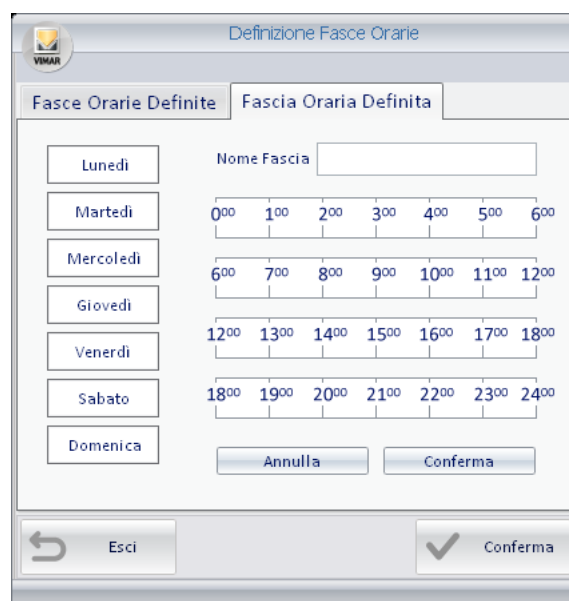 Definizione Fasce Orarie
VIMAR
Fasce Orarie Definite
Fascia Oraria Definita
Lunedì
Martedì
Mercoledì
Giovedì
Venerdì
Sabato
Domenica
Nome Fascia
0⁰⁰ 1⁰⁰ 2⁰⁰ 3⁰⁰ 4⁰⁰ 5⁰⁰ 6⁰⁰
6⁰⁰ 7⁰⁰ 8⁰⁰ 9⁰⁰ 10⁰⁰ 11⁰⁰ 12⁰⁰
12⁰⁰ 13⁰⁰ 14⁰⁰ 15⁰⁰ 16⁰⁰ 17⁰⁰ 18⁰⁰
18⁰⁰ 19⁰⁰ 20⁰⁰ 21⁰⁰ 22⁰⁰ 23⁰⁰ 24⁰⁰
Annulla
Conferma
Esci
Conferma